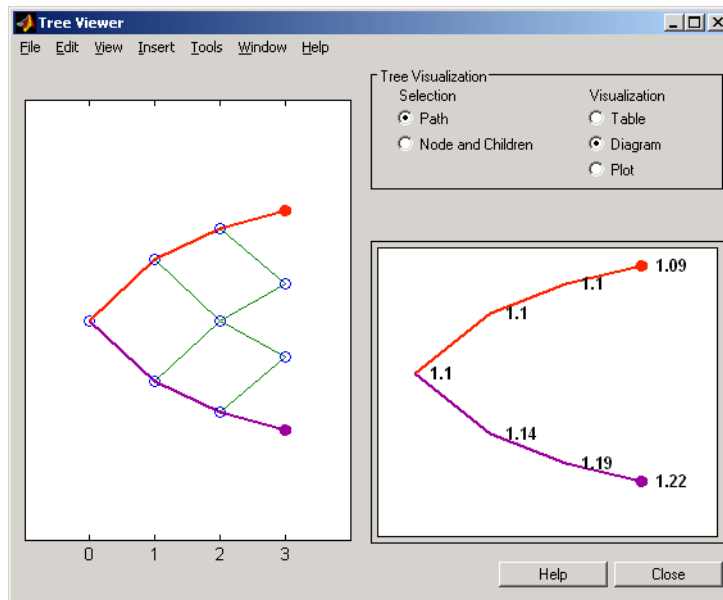 Tree Viewer
File Edit View Insert Tools Window Help
Tree Visualization
Selection Visualization
Path Table
Node and Children Diagram
Plot
1.09
1.1
1.1
1.1
1.14
1.19
1.22
0 1 2 3
Help Close